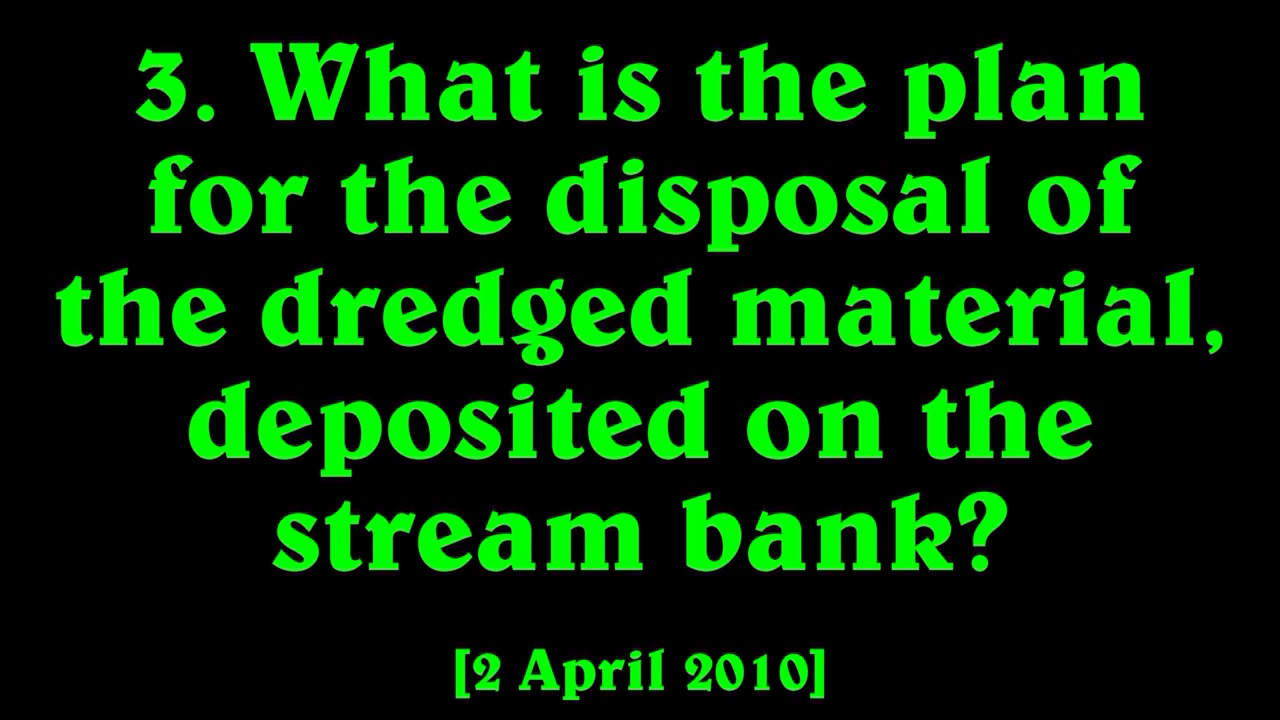 3. What is the plan
for the disposal of
the dredged material,
deposited on the
stream bank?
[2 April 2010]